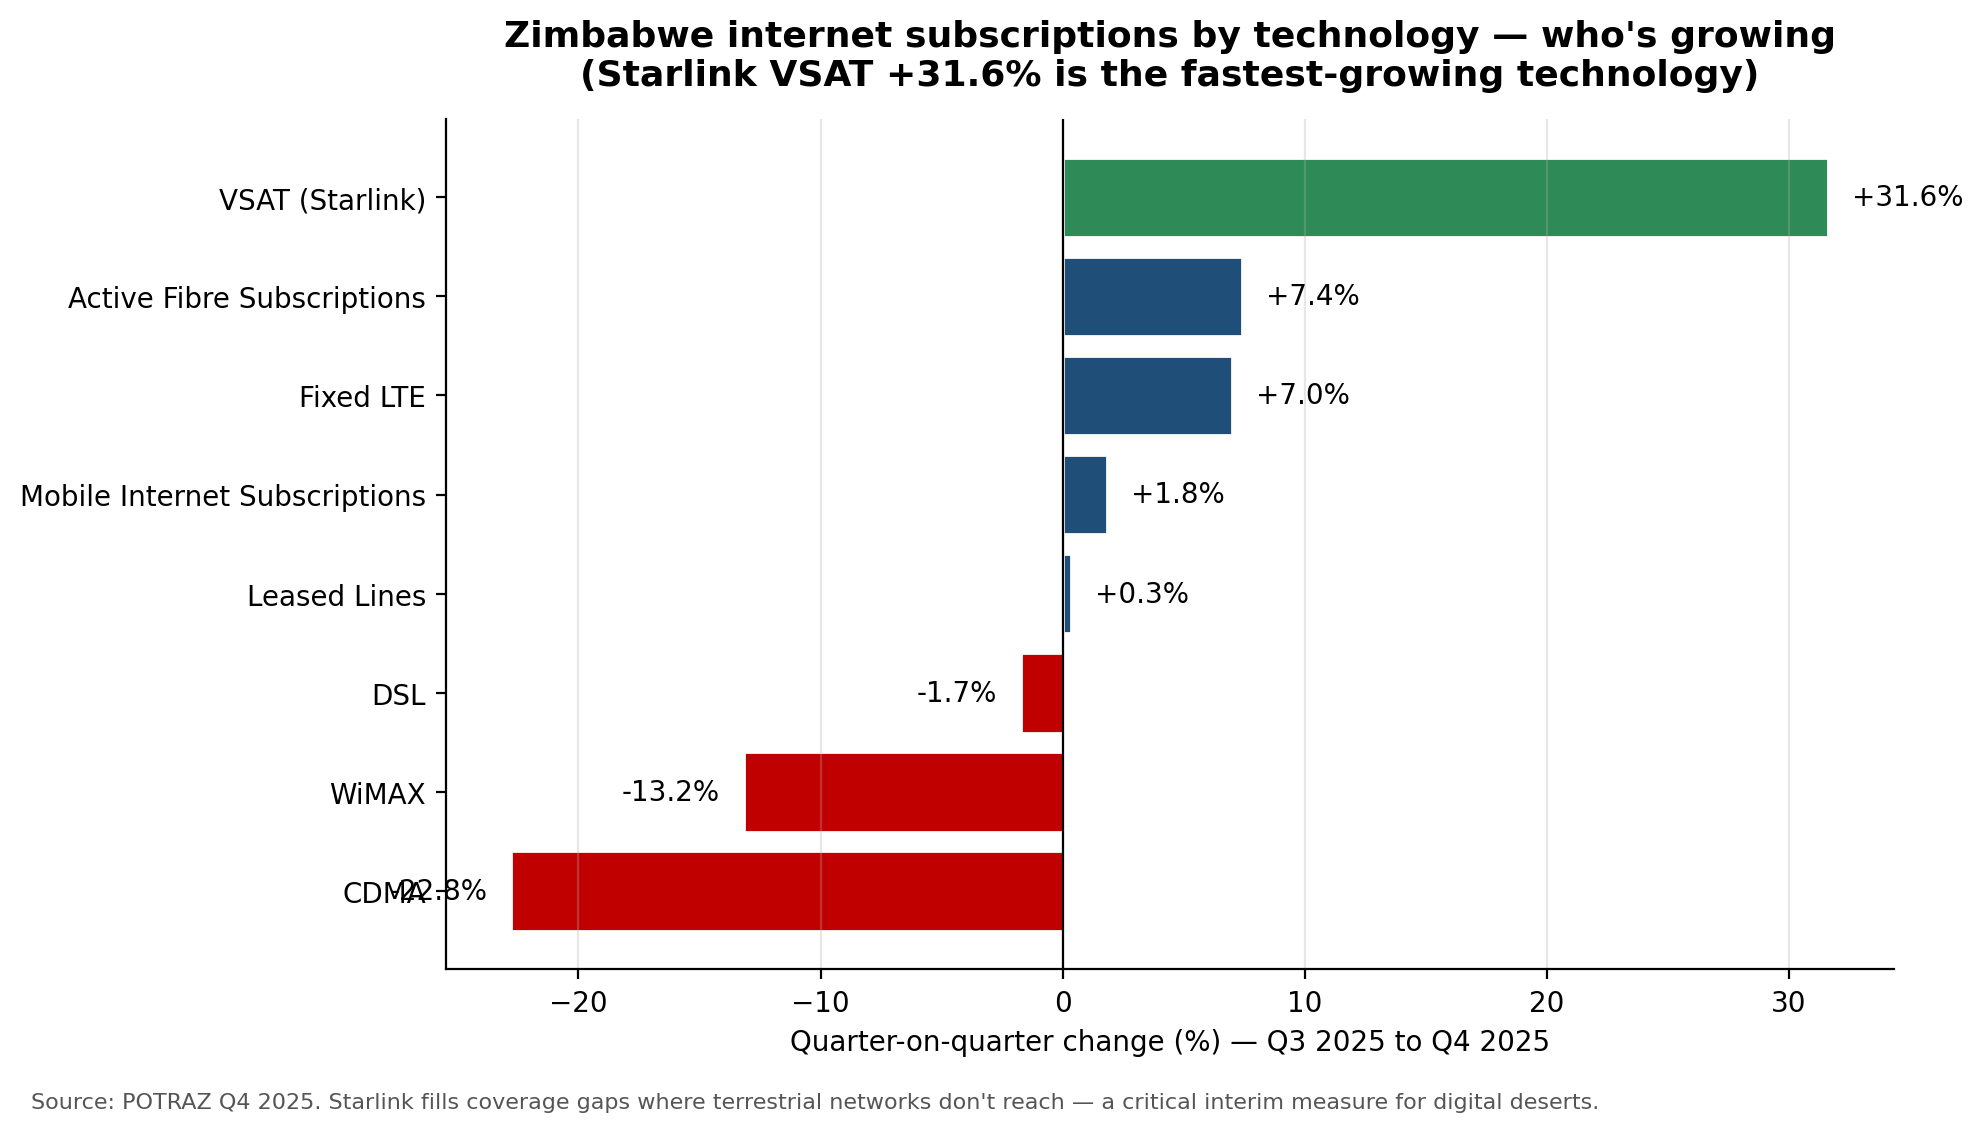 Zimbabwe internet subscriptions by technology — who's growing
(Starlink VSAT +31.6% is the fastest-growing technology)
VSAT (Starlink)
+31.6%
Active Fibre Subscriptions
+7.4%
Fixed LTE
+7.0%
Mobile Internet Subscriptions
+1.8%
Leased Lines
+0.3%
DSL
-1.7%
WiMAX
-13.2%
CDMA
-22.8%
−20
−10
0
10
20
30
Quarter-on-quarter change (%) — Q3 2025 to Q4 2025
Source: POTRAZ Q4 2025. Starlink fills coverage gaps where terrestrial networks don't reach — a critical interim measure for digital deserts.